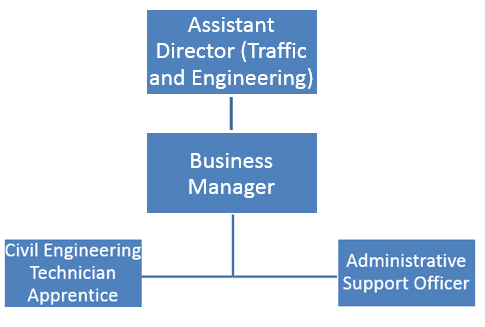 Assistant
Director (Traffic
and Engineering)
Business
Manager
Civil Engineering
Technician
Apprentice
Administrative
Support Officer